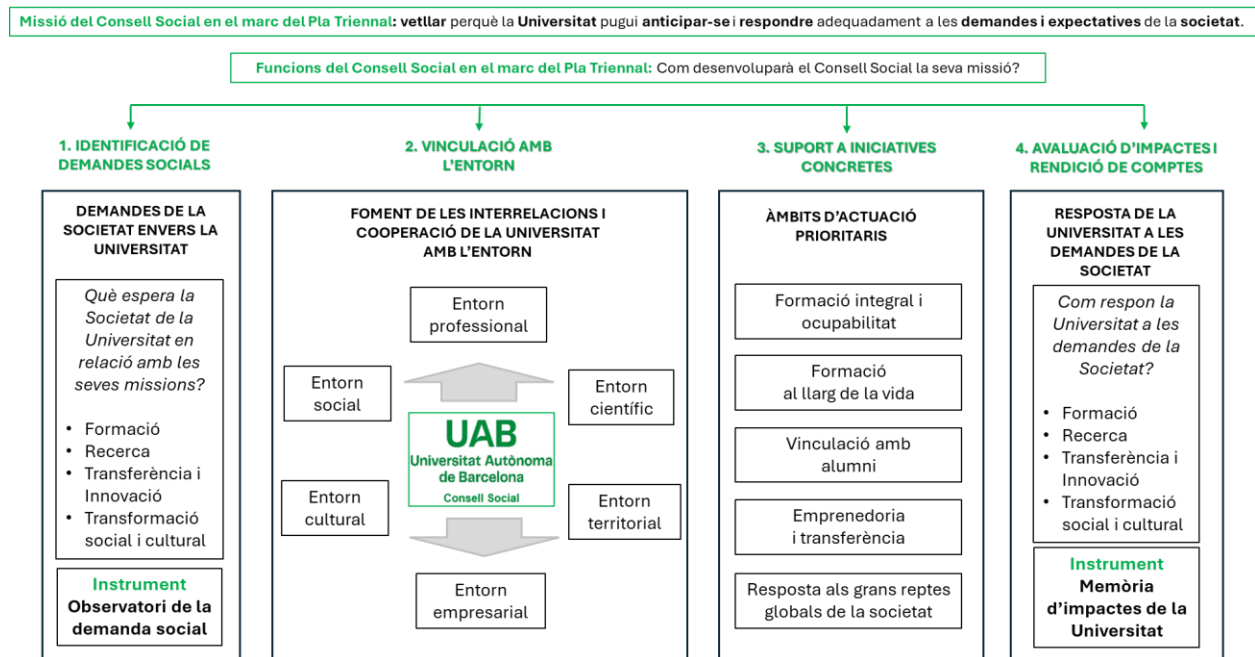 Missió del Consell Social en el marc del Pla Triennal: vetllar perquè la Universitat pugui anticipar-se i respondre adequadament a les demandes i expectatives de la societat.
Funcions del Consell Social en el marc del Pla Triennal: Com desenvoluparà el Consell Social la seva missió?
1. IDENTIFICACIÓ DE
DEMANDES SOCIALS
DEMANDES DE LA
SOCIETAT ENVERS LA
UNIVERSITAT
Què espera la
Societat de la
Universitat en
relació amb les
seves missions?
• Formació
• Recerca
• Transferència i
Innovació
• Transformació
social i cultural
Instrument
Observatori de la
demanda social
2. VINCULACIÓ AMB
L'ENTORN
FOMENT DE LES INTERRELACIONS I
COOPERACIÓ DE LA UNIVERSITAT
AMB L'ENTORN
Entorn
professional
Entorn
social
Entorn
científic
UAB
Universitat Autònoma
de Barcelona
Consell Social
Entorn
cultural
Entorn
territorial
Entorn
empresarial
3. SUPORT A INICIATIVES
CONCRETES
ÀMBITS D'ACTUACIÓ
PRIORITARIS
Formació integral i
ocupabilitat
Formació
al llarg de la vida
Vinculació amb
alumni
Emprenedoria
i transferència
Resposta als grans reptes
globals de la societat
4. AVALUACIÓ D'IMPACTES I
RENDICIÓ DE COMPTES
RESPOSTA DE LA
UNIVERSITAT A LES
DEMANDES DE LA
SOCIETAT
Com respon la
Universitat a les
demandes de la
Societat?
• Formació
• Recerca
• Transferència i
Innovació
• Transformació
social i cultural
Instrument
Memòria
d'impactes de la
Universitat